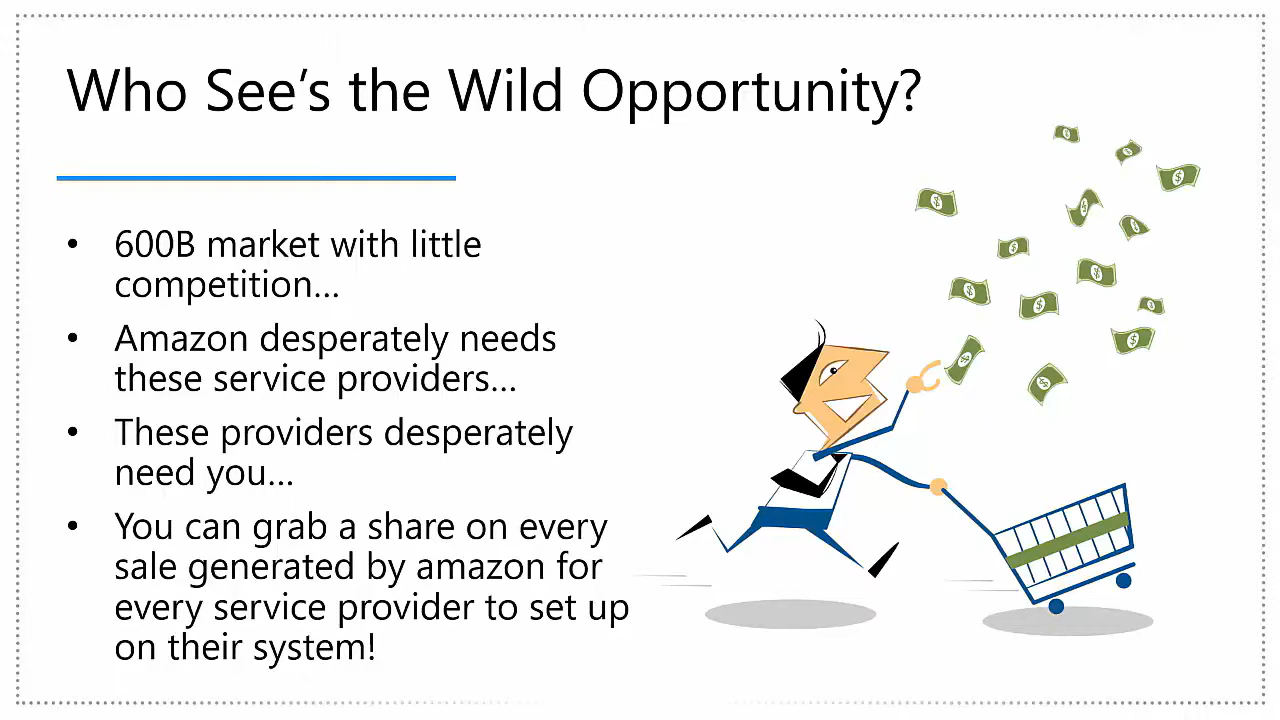 Who See's the Wild Opportunity?
• 600B market with little
competition...
• Amazon desperately needs
these service providers...
• These providers desperately
need you...
• You can grab a share on every
sale generated by amazon for
every service provider to set up
on their system!